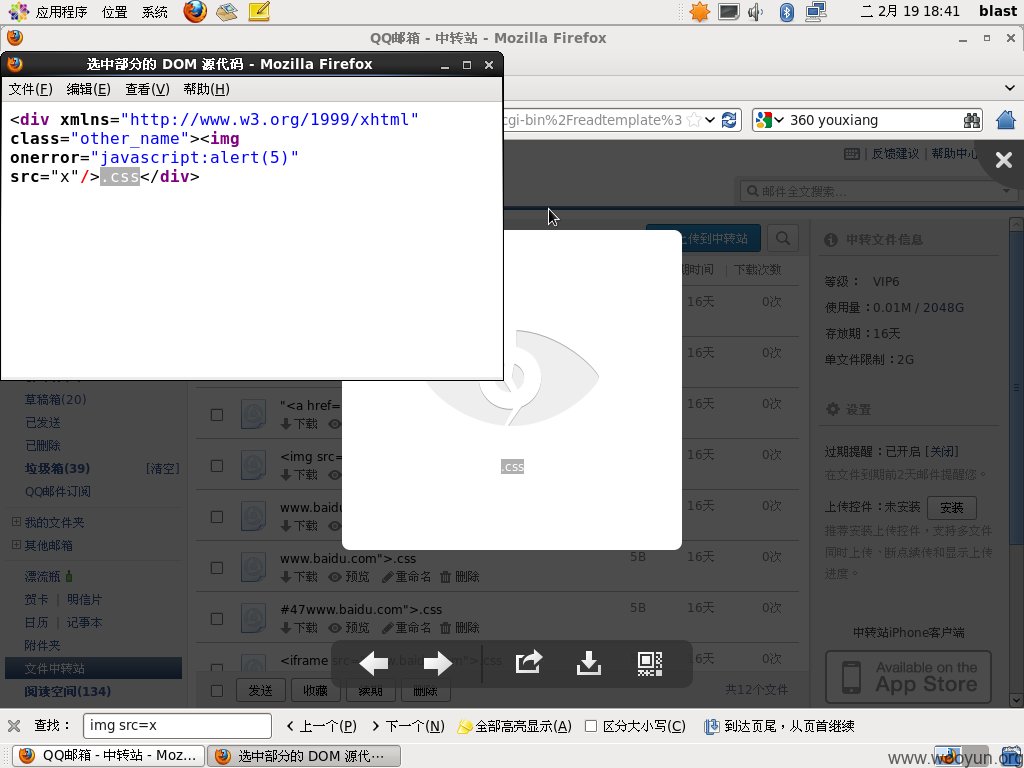 应用程序 位置 系统 二 2月 19 18:41 blast
QQ邮箱 - 中转站 - Mozilla Firefox
选中部分的 DOM 源代码 - Mozilla Firefox
文件(F) 编辑(E) 查看(V) 帮助(H)
<div xmlns="http://www.w3.org/1999/xhtml"
class="other_name"><img
onerror="javascript:alert(5)"
src="x"/>.css</div>
cgi-bin%2Freadtemplate%3
360 youxiang
反馈建议 | 帮助中心
邮件全文搜索...
上传到中转站
期时间 | 下载次数
16天 0次
16天 0次
"<a href= 16天 0次
下载
<img src= 16天 0次
下载
www.baidu 16天 0次
下载
www.baidu.com">.css 5B 16天 0次
下载 预览 重命名 删除
#47www.baidu.com">.css 5B 16天 0次
下载 预览 重命名 删除
<iframe src= www.baidu.com">.css 16天 0次
发送 收藏 续期 删除 共12个文件
.css
草稿箱(20)
已发送
已删除
垃圾箱(39) [清空]
QQ邮件订阅
我的文件夹
其他邮箱
漂流瓶
贺卡 | 明信片
日历 | 记事本
附件夹
文件中转站
阅读空间(134)
中转文件信息
等级： VIP6
使用量：0.01M / 2048G
存放期：16天
单文件限制：2G
设置
过期提醒：已开启 [关闭]
在文件到期前2天邮件提醒您。
上传控件：未安装 安装
推荐安装上传控件，支持多文件
同时上传、断点续传和显示上传
进度。
中转站iPhone客户端
Available on the
App Store
查找： img src=x 上一个(P) 下一个(N) 全部高亮显示(A) 区分大小写(C) 到达页尾，从页首继续
QQ邮箱 - 中转站 - Moz... 选中部分的 DOM 源代...
www.wooyun.org